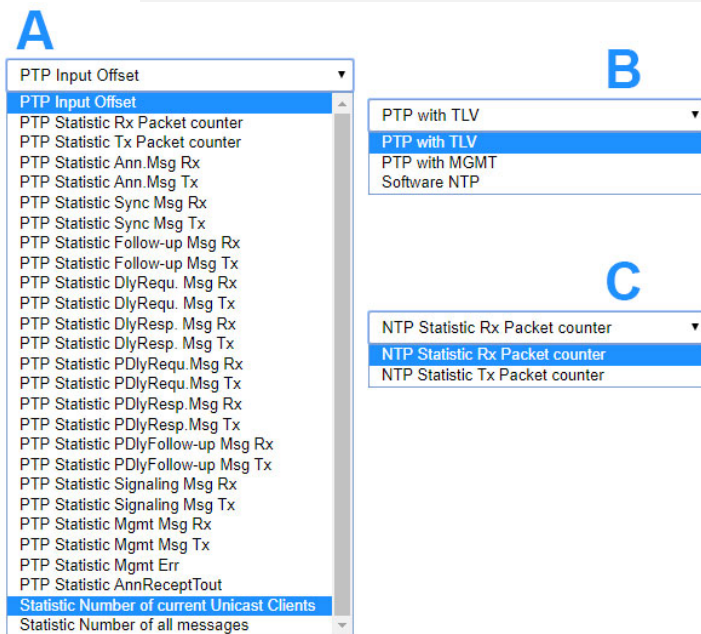 A
PTP Input Offset
PTP Input Offset
PTP Statistic Rx Packet counter
PTP Statistic Tx Packet counter
PTP Statistic Ann.Msg Rx
PTP Statistic Ann.Msg Tx
PTP Statistic Sync Msg Rx
PTP Statistic Sync Msg Tx
PTP Statistic Follow-up Msg Rx
PTP Statistic Follow-up Msg Tx
PTP Statistic DlyRequ. Msg Rx
PTP Statistic DlyRequ. Msg Tx
PTP Statistic DlyResp. Msg Rx
PTP Statistic DlyResp. Msg Tx
PTP Statistic PDlyRequ.Msg Rx
PTP Statistic PDlyRequ.Msg Tx
PTP Statistic PDlyResp.Msg Rx
PTP Statistic PDlyResp.Msg Tx
PTP Statistic PDlyFollow-up Msg Rx
PTP Statistic PDlyFollow-up Msg Tx
PTP Statistic Signaling Msg Rx
PTP Statistic Signaling Msg Tx
PTP Statistic Mgmt Msg Rx
PTP Statistic Mgmt Msg Tx
PTP Statistic Mgmt Err
PTP Statistic AnnReceptTout
Statistic Number of current Unicast Clients
Statistic Number of all messages
B
PTP with TLV
PTP with TLV
PTP with MGMT
Software NTP
C
NTP Statistic Rx Packet counter
NTP Statistic Rx Packet counter
NTP Statistic Tx Packet counter